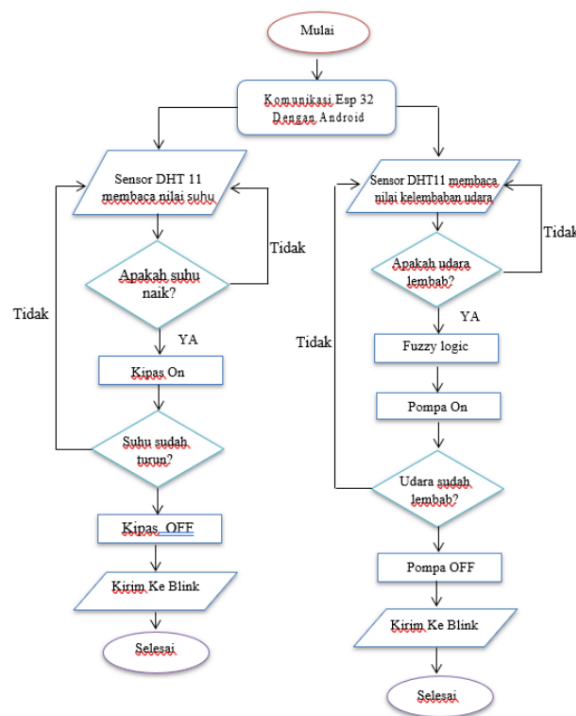 Mulai
Komunikasi Esp 32
Dengan Android
Sensor DHT 11
membaca nilai suhu
Tidak
Apakah suhu
naik?
Tidak
YA
Kipas On
Suhu sudah
turun?
Kipas OFF
Kirim Ke Blink
Selesai
Sensor DHT11 membaca
nilai kelembaban udara
Tidak
Apakah udara
lembab?
YA
Tidak
Fuzzy logic
Pompa On
Udara sudah
lembab?
Pompa OFF
Kirim Ke Blink
Selesai